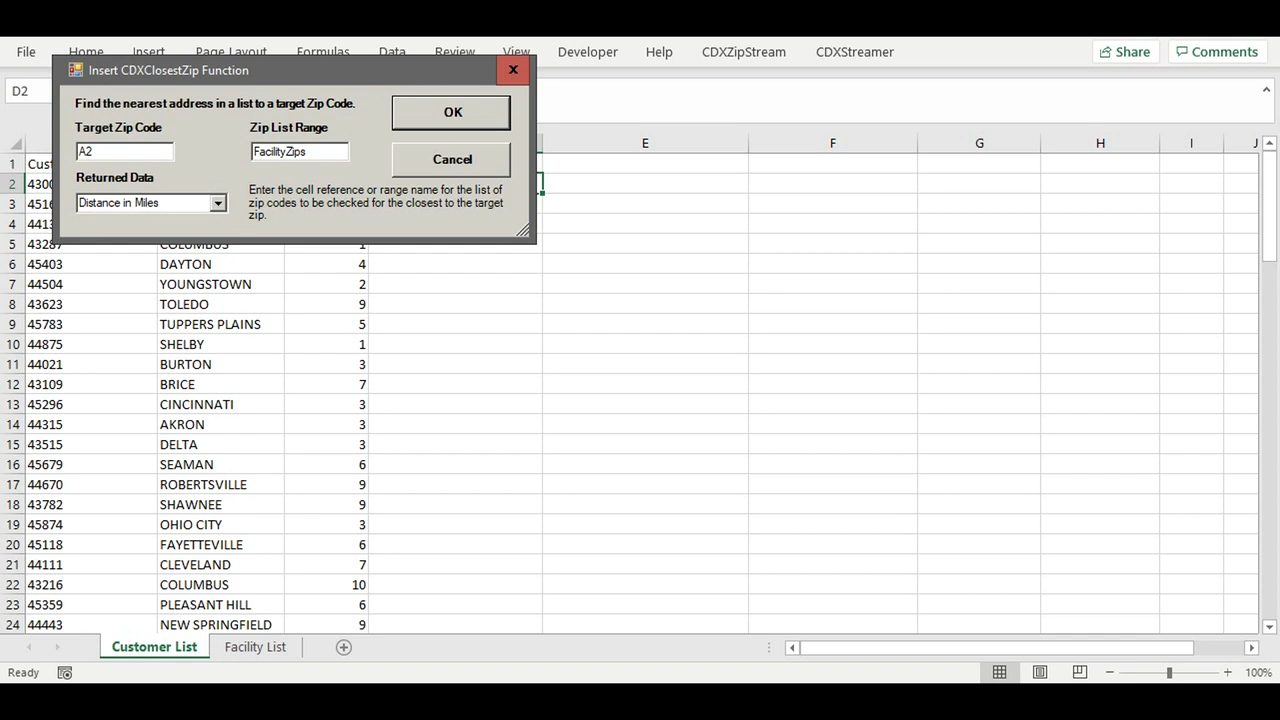 File Home Insert Page Layout Formulas Data Review View Developer Help CDXZipStream CDXStreamer Share Comments
Insert CDXClosestZip Function x
D2
Find the nearest address in a list to a target Zip Code.
OK
Target Zip Code Zip List Range
A2 FacilityZips
Cancel
Returned Data
Distance in Miles
Enter the cell reference or range name for the list of
zip codes to be checked for the closest to the target
zip.
E F G H I J
1
2
3
4
5 43287 COLUMBUS 1
6 45403 DAYTON 4
7 44504 YOUNGSTOWN 2
8 43623 TOLEDO 9
9 45783 TUPPERS PLAINS 5
10 44875 SHELBY 1
11 44021 BURTON 3
12 43109 BRICE 7
13 45296 CINCINNATI 3
14 44315 AKRON 3
15 43515 DELTA 3
16 45679 SEAMAN 6
17 44670 ROBERTSVILLE 9
18 43782 SHAWNEE 9
19 45874 OHIO CITY 3
20 45118 FAYETTEVILLE 6
21 44111 CLEVELAND 7
22 43216 COLUMBUS 10
23 45359 PLEASANT HILL 6
24 44443 NEW SPRINGFIELD 9
Customer List Facility List
Ready 100%